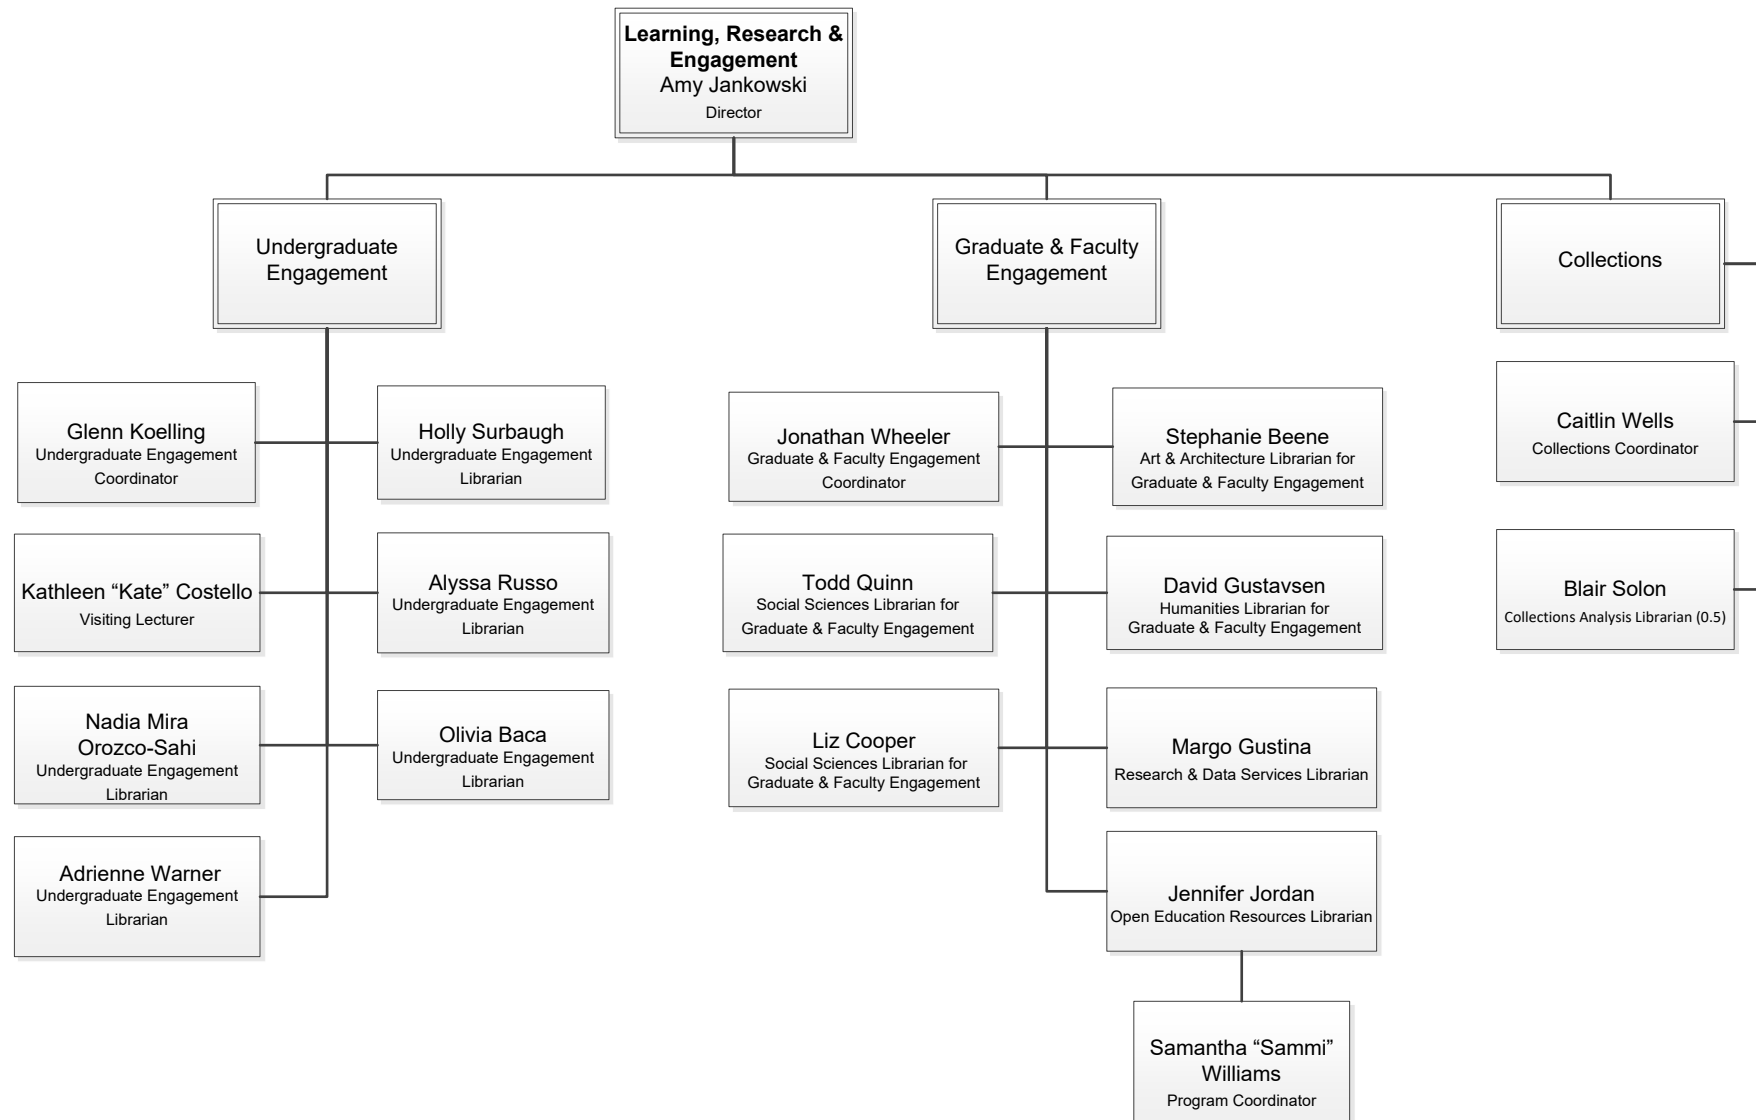 Learning, Research &
Engagement
Amy Jankowski
Director
Undergraduate
Engagement
Graduate & Faculty
Engagement
Collections
Glenn Koelling
Undergraduate Engagement
Coordinator
Holly Surbaugh
Undergraduate Engagement
Librarian
Kathleen “Kate” Costello
Visiting Lecturer
Alyssa Russo
Undergraduate Engagement
Librarian
Nadia Mira
Orozco-Sahi
Undergraduate Engagement
Librarian
Olivia Baca
Undergraduate Engagement
Librarian
Adrienne Warner
Undergraduate Engagement
Librarian
Jonathan Wheeler
Graduate & Faculty Engagement
Coordinator
Stephanie Beene
Art & Architecture Librarian for
Graduate & Faculty Engagement
Todd Quinn
Social Sciences Librarian for
Graduate & Faculty Engagement
David Gustavsen
Humanities Librarian for
Graduate & Faculty Engagement
Liz Cooper
Social Sciences Librarian for
Graduate & Faculty Engagement
Margo Gustina
Research & Data Services Librarian
Jennifer Jordan
Open Education Resources Librarian
Samantha “Sammi”
Williams
Program Coordinator
Caitlin Wells
Collections Coordinator
Blair Solon
Collections Analysis Librarian (0.5)